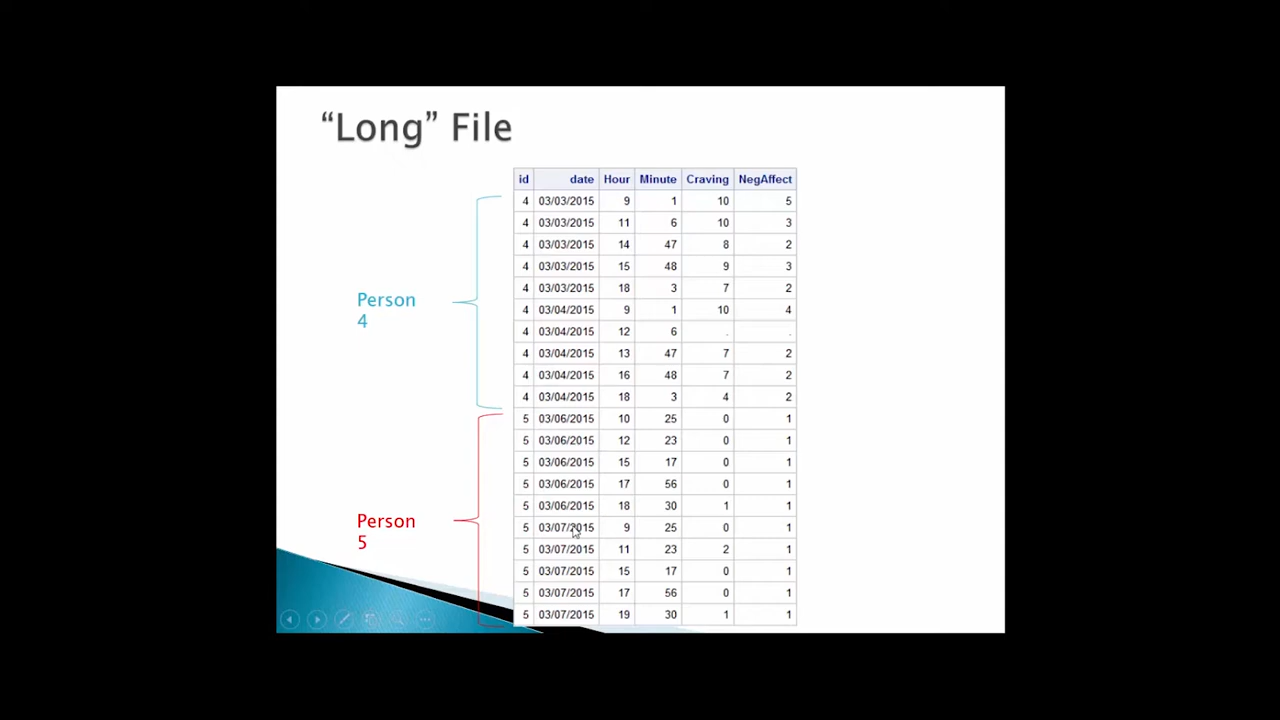 “Long” File
id date Hour Minute Craving NegAffect
4 03/03/2015 9 1 10 5
4 03/03/2015 11 6 10 3
4 03/03/2015 14 47 8 2
4 03/03/2015 15 48 9 3
4 03/03/2015 18 3 7 2
4 03/04/2015 9 1 10 4
4 03/04/2015 12 6 . .
4 03/04/2015 13 47 7 2
4 03/04/2015 16 48 7 2
4 03/04/2015 18 3 4 2
5 03/06/2015 10 25 0 1
5 03/06/2015 12 23 0 1
5 03/06/2015 15 17 0 1
5 03/06/2015 17 56 0 1
5 03/06/2015 18 30 1 1
5 03/07/2015 9 25 0 1
5 03/07/2015 11 23 2 1
5 03/07/2015 15 17 0 1
5 03/07/2015 17 56 0 1
5 03/07/2015 19 30 1 1
Person
4
Person
5